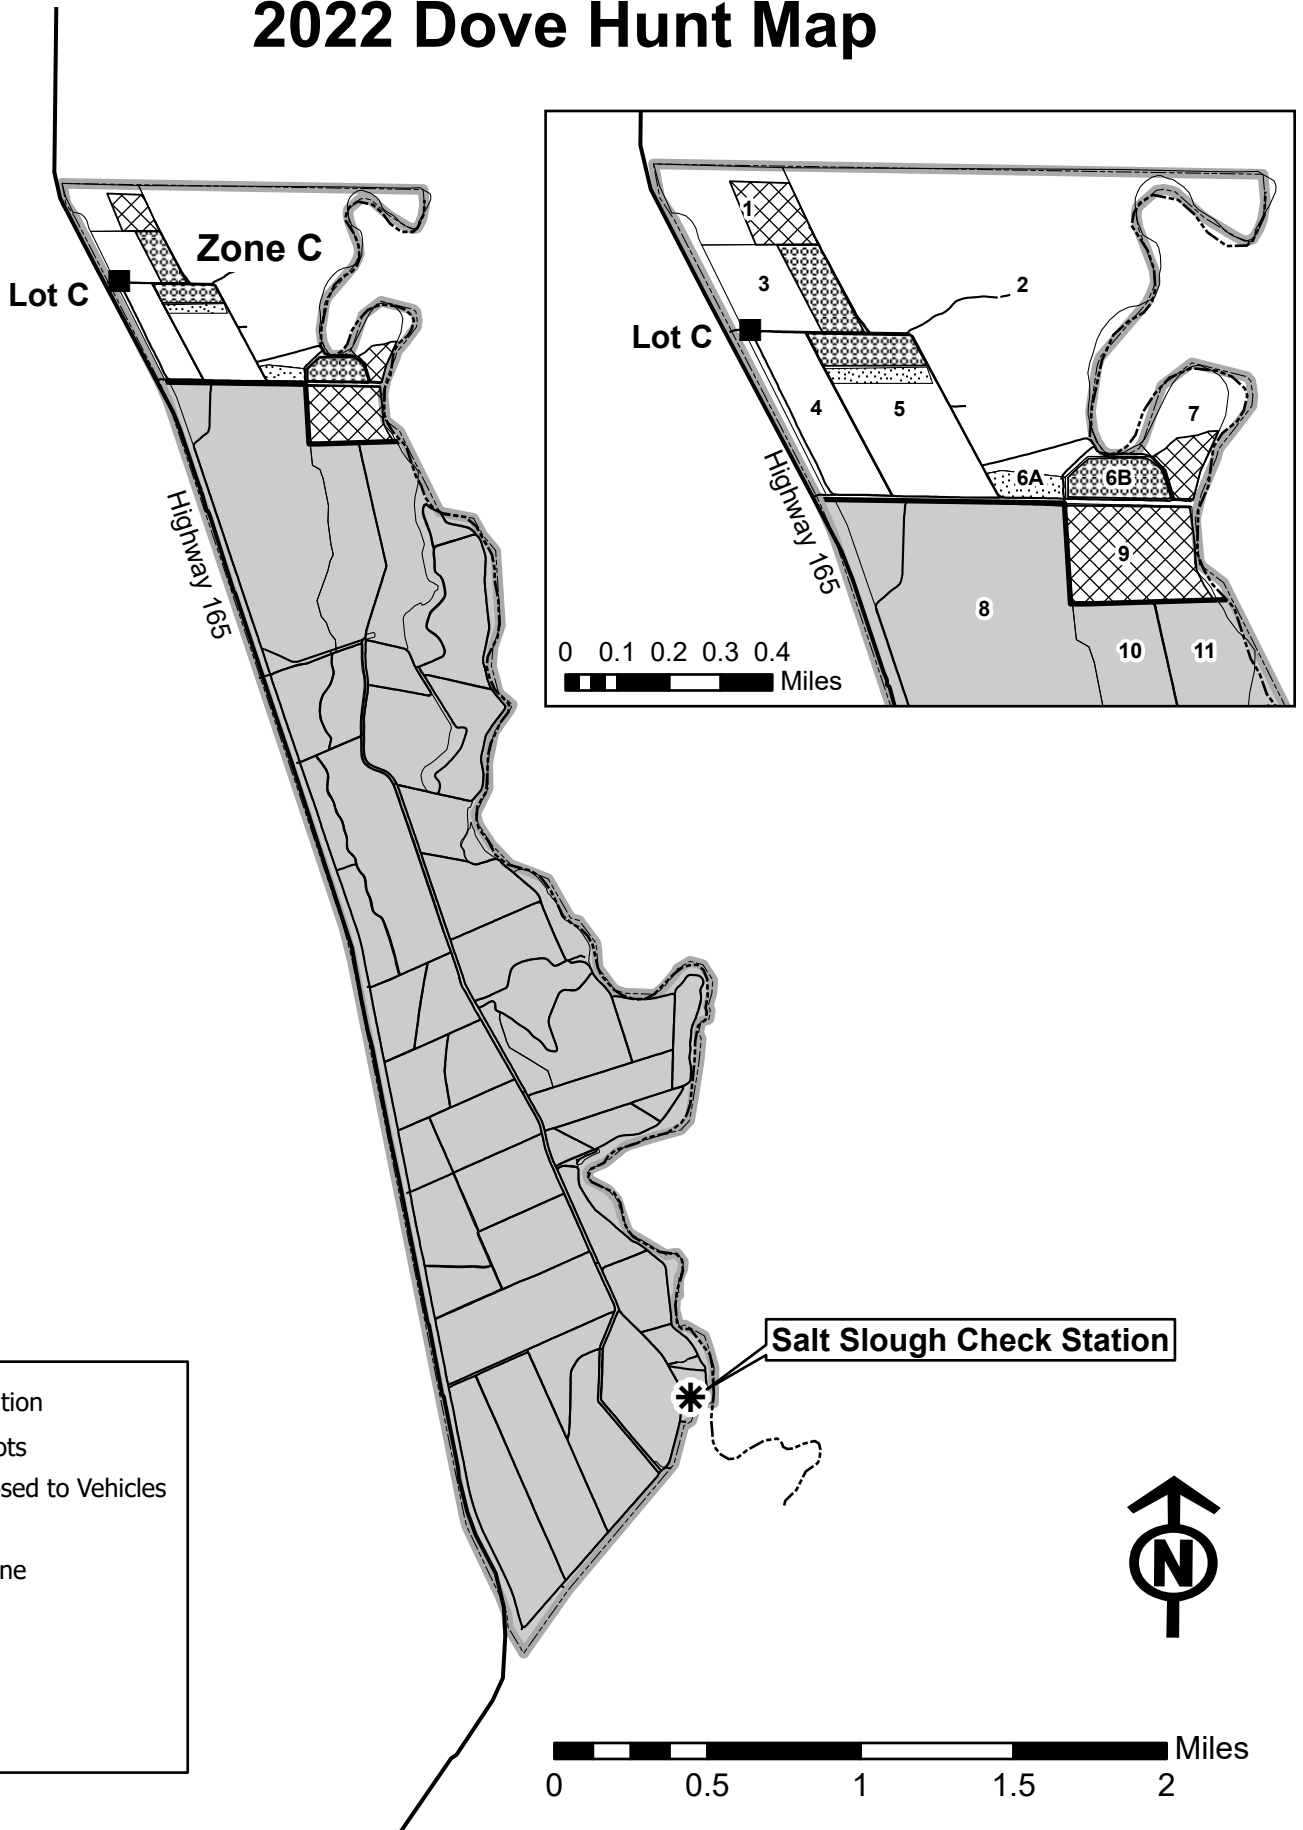 2022 Dove Hunt Map
Zone C
Lot C
Highway 165
1
3
2
Lot C
4
5
7
6A
6B
Highway 165
9
8
10
11
0 0.1 0.2 0.3 0.4
Miles
Salt Slough Check Station
tion
ots
sed to Vehicles
ne
N
Miles
0 0.5 1 1.5 2